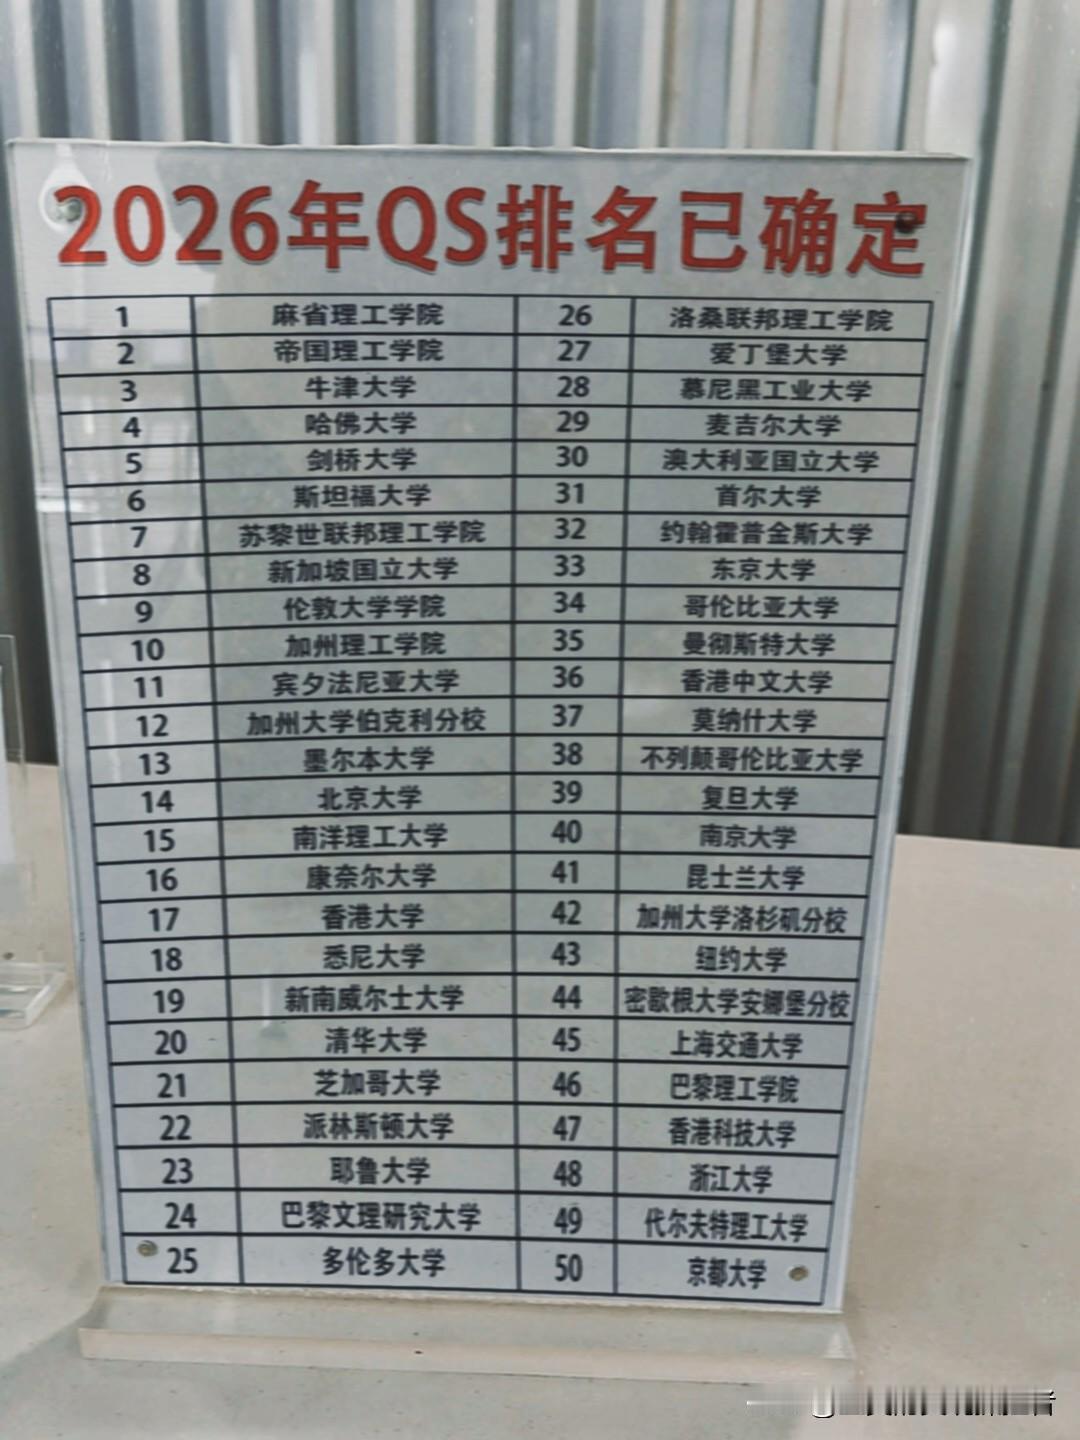 2026年QS排名已确定
1 麻省理工学院 26 洛桑联邦理工学院
2 帝国理工学院 27 爱丁堡大学
3 牛津大学 28 慕尼黑工业大学
4 哈佛大学 29 麦吉尔大学
5 剑桥大学 30 澳大利亚国立大学
6 斯坦福大学 31 首尔大学
7 苏黎世联邦理工学院 32 约翰霍普金斯大学
8 新加坡国立大学 33 东京大学
9 伦敦大学学院 34 哥伦比亚大学
10 加州理工学院 35 曼彻斯特大学
11 宾夕法尼亚大学 36 香港中文大学
12 加州大学伯克利分校 37 莫纳什大学
13 墨尔本大学 38 不列颠哥伦比亚大学
14 北京大学 39 复旦大学
15 南洋理工大学 40 南京大学
16 康奈尔大学 41 昆士兰大学
17 香港大学 42 加州大学洛杉矶分校
18 悉尼大学 43 纽约大学
19 新南威尔士大学 44 密歇根大学安娜堡分校
20 清华大学 45 上海交通大学
21 芝加哥大学 46 巴黎理工学院
22 派林斯顿大学 47 香港科技大学
23 耶鲁大学 48 浙江大学
24 巴黎文理研究大学 49 代尔夫特理工大学
25 多伦多大学 50 京都大学